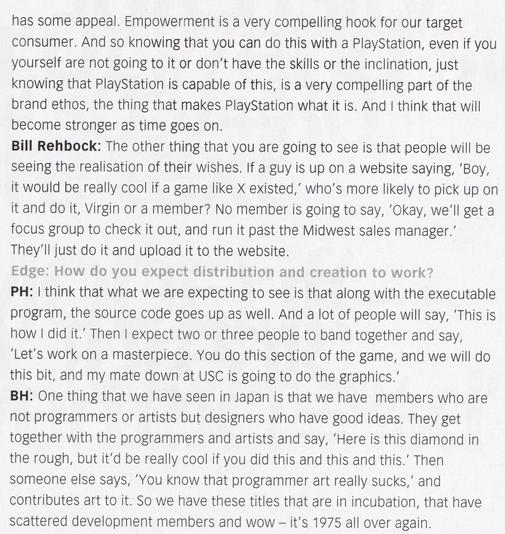 has some appeal. Empowerment is a very compelling hook for our target
consumer. And so knowing that you can do this with a PlayStation, even if you
yourself are not going to it or don't have the skills or the inclination, just
knowing that PlayStation is capable of this, is a very compelling part of the
brand ethos, the thing that makes PlayStation what it is. And I think that will
become stronger as time goes on.
Bill Rehbock: The other thing that you are going to see is that people will be
seeing the realisation of their wishes. If a guy is up on a website saying, ‘Boy,
it would be really cool if a game like X existed,’ who's more likely to pick up on
it and do it, Virgin or a member? No member is going to say, ‘Okay, we'll get a
focus group to check it out, and run it past the Midwest sales manager.’
They'll just do it and upload it to the website.
Edge: How do you expect distribution and creation to work?
PH: I think that what we are expecting to see is that along with the executable
program, the source code goes up as well. And a lot of people will say, ‘This is
how I did it.’ Then I expect two or three people to band together and say,
‘Let's work on a masterpiece. You do this section of the game, and we will do
this bit, and my mate down at USC is going to do the graphics.’
BH: One thing that we have seen in Japan is that we have members who are
not programmers or artists but designers who have good ideas. They get
together with the programmers and artists and say, ‘Here is this diamond in
the rough, but it'd be really cool if you did this and this and this.’ Then
someone else says, ‘You know that programmer art really sucks,’ and
contributes art to it. So we have these titles that are in incubation, that have
scattered development members and wow – it's 1975 all over again.